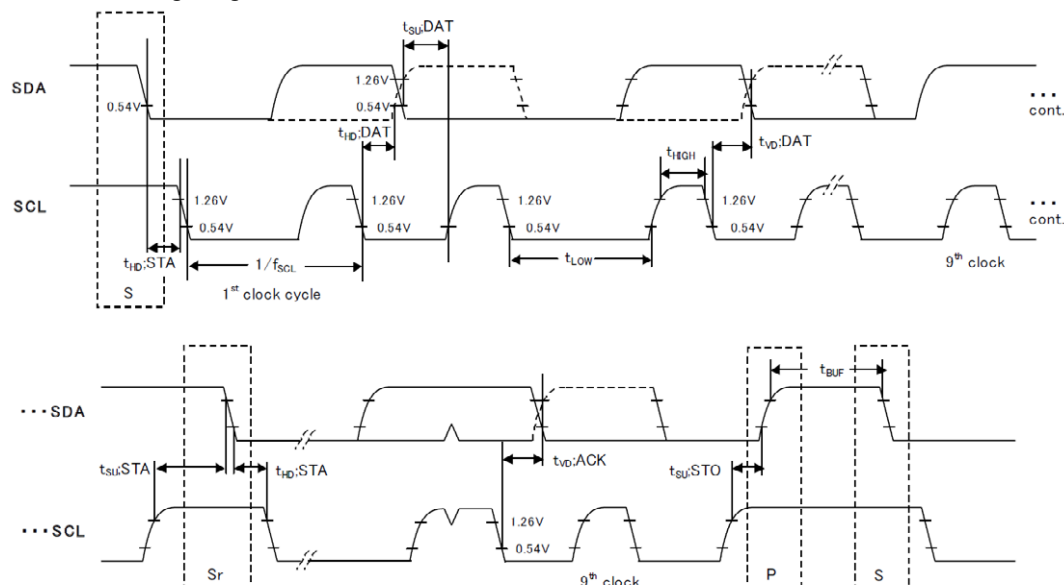 tSU;DAT
1.26V
SDA
0.54V
0.54V
...
cont.
tHD;DAT
tHIGH
tVD;DAT
SCL
1.26V
1.26V
1.26V
1.26V
0.54V
0.54V
0.54V
0.54V
...
cont.
tHD;STA
1/fSCL
tLOW
9th clock
S
1st clock cycle
tBUF
...SDA
tSU;STA
tHD;STA
tVD;ACK
tSU;STO
...SCL
1.26V
0.54V
Sr
9th clock
P
S